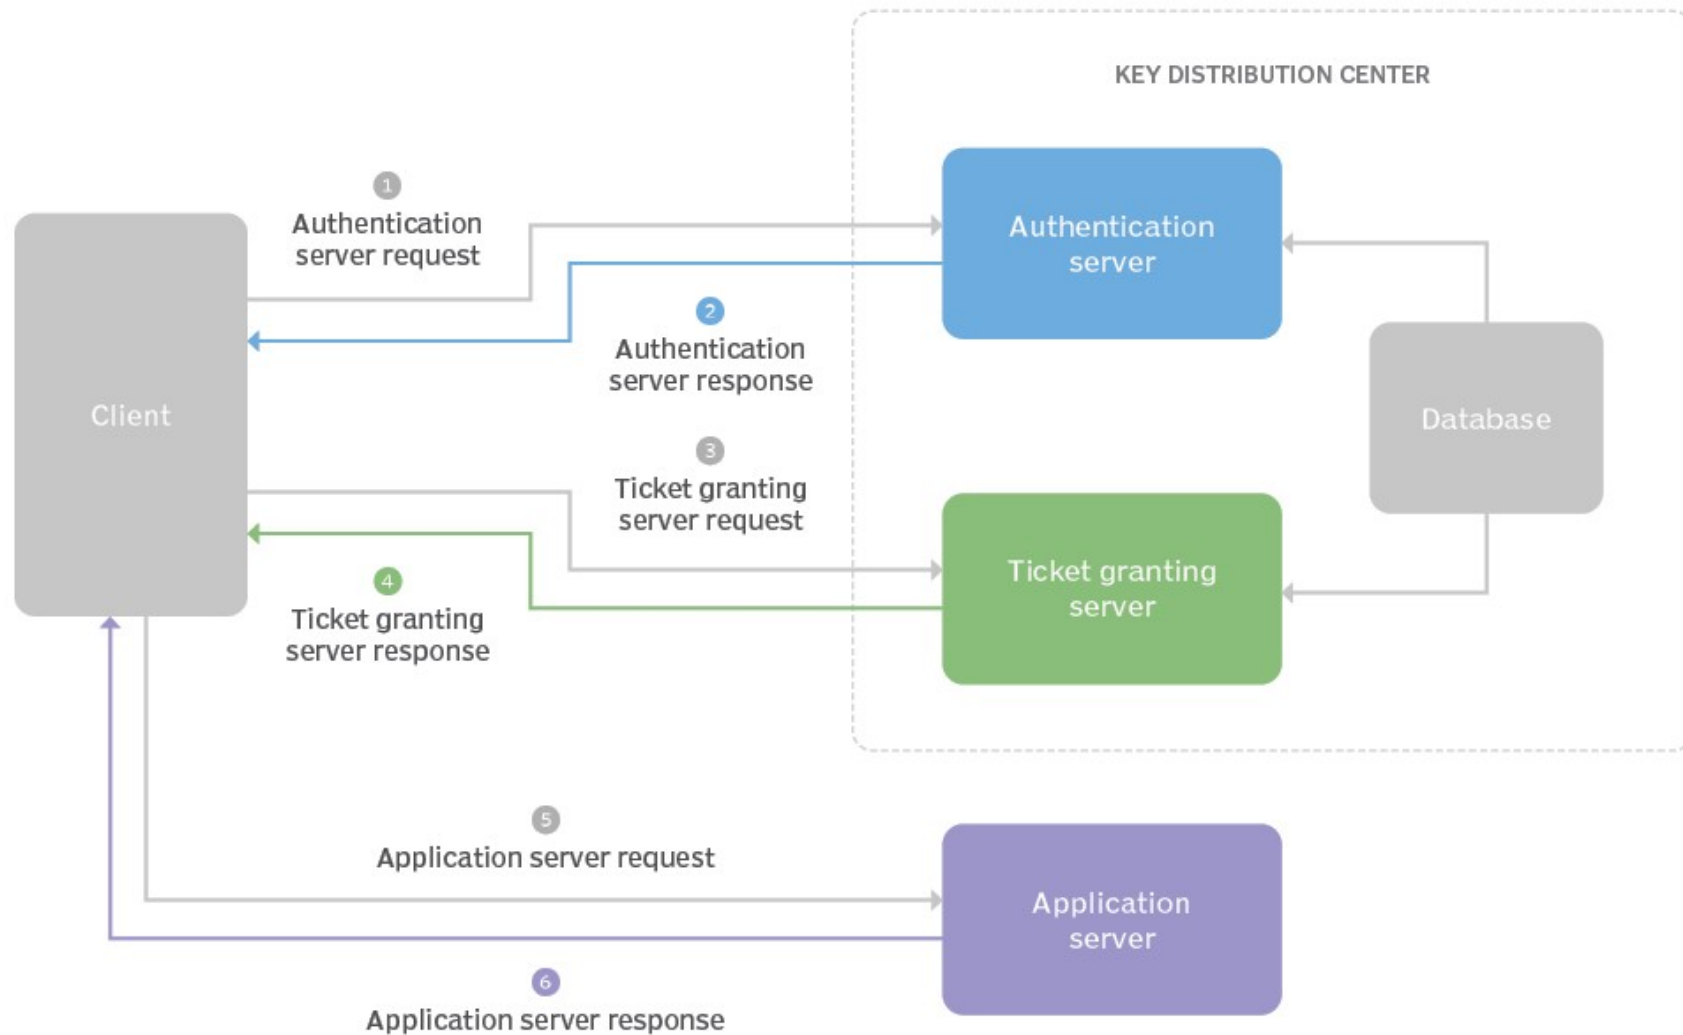 KEY DISTRIBUTION CENTER
1
Authentication
server request
Authentication
server
2
Authentication
server response
Client
Database
3
Ticket granting
server request
Ticket granting
server
4
Ticket granting
server response
5
Application server request
Application
server
6
Application server response